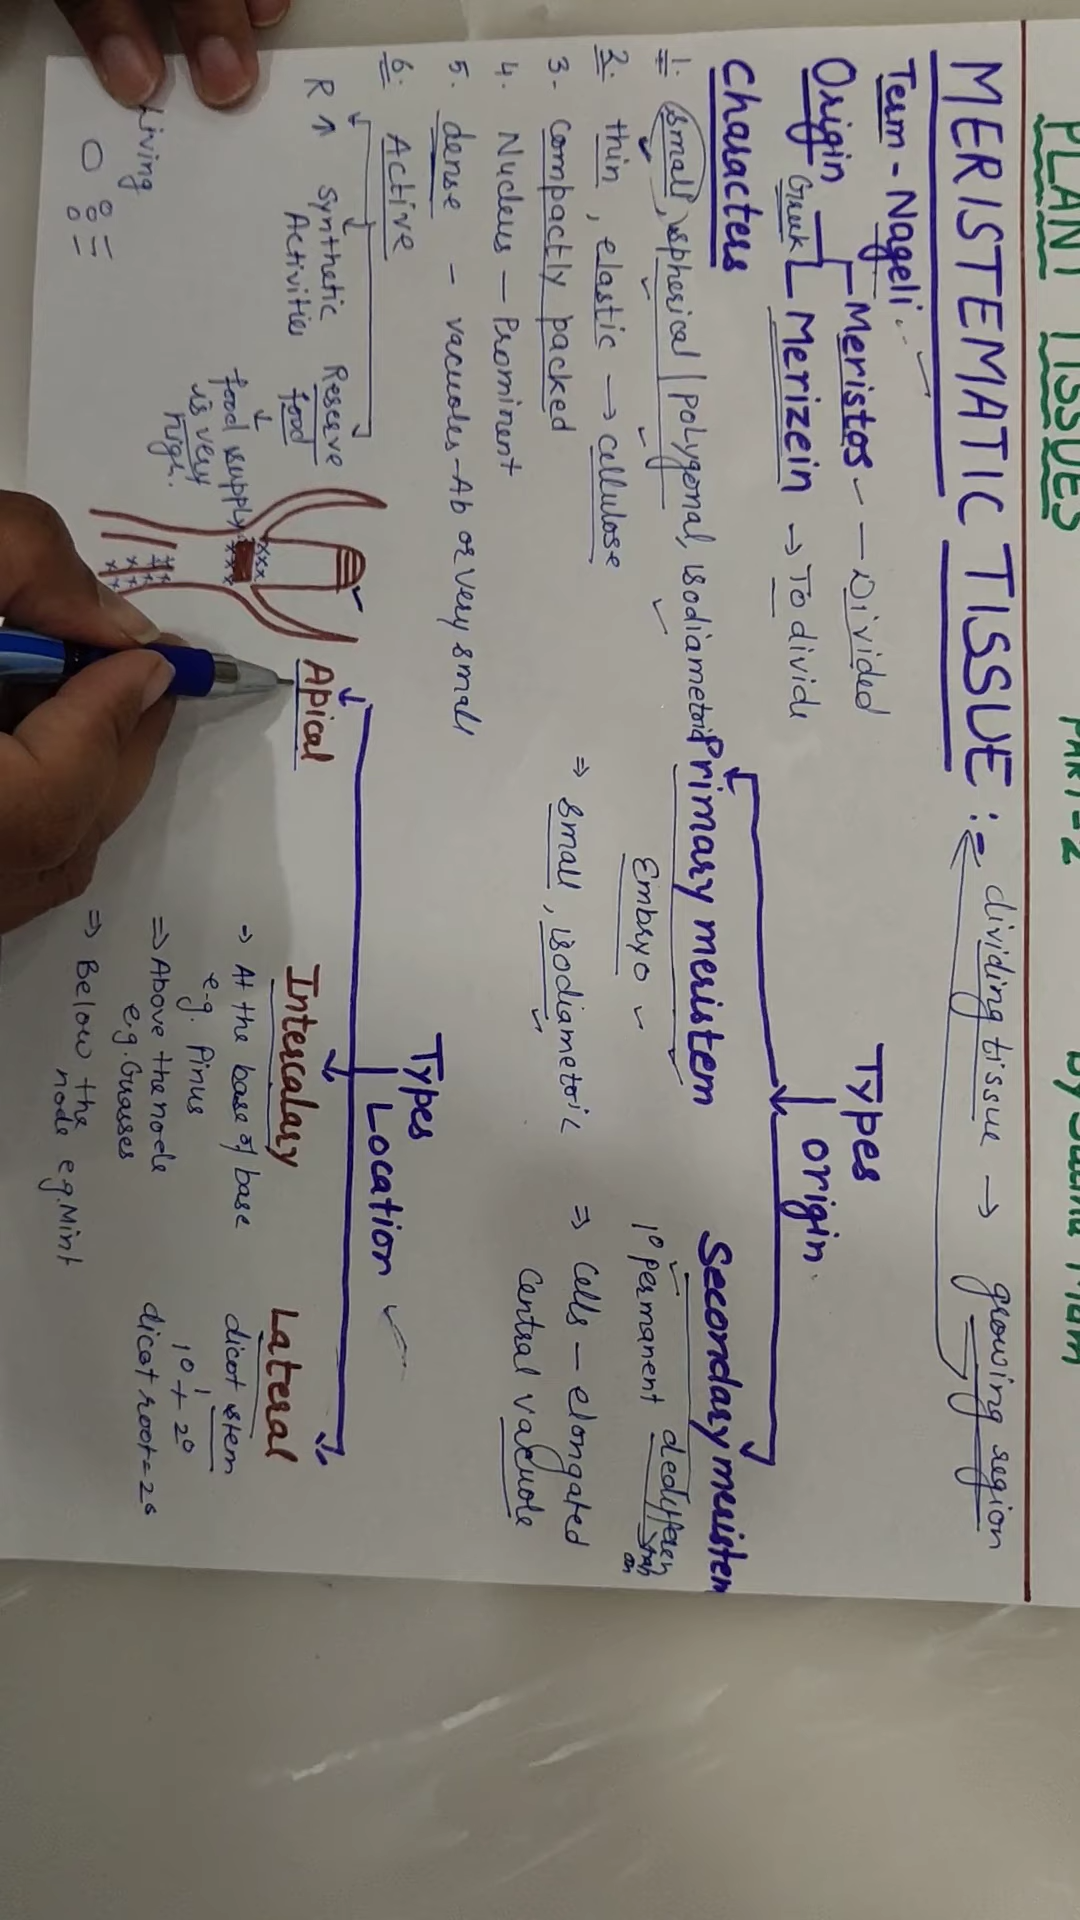 PLANT TISSUES PART-2 By
MERISTEMATIC TISSUE :- dividing tissue → growing region
Term - Nageli.
Origin Meristos - - Divided
Greek Merizein → To divide
Characters
1. small, spherical / polygonal, isodiametric
2. thin, elastic → cellulose
3. compactly packed
4. Nucleus - Prominent
5. dense - vacuoles - Ab or very small
6. Active
R ↑ Synthetic Activities Reserve food
food supply is very high.
Living
Types
Origin.
Primary meristem Secondary meristem
Embryo 1° permanent dedifferentiation
⇒ small, isodiametric ⇒ Cells - elongated
Central vacuole
Types
Location
Apical Intercalary Lateral
⇒ At the base of base
e.g. Pinus
⇒ Above the node
e.g. Grasses
⇒ Below the
node e.g. Mint
dicot stem
1° + 2°
dicot root = 2°